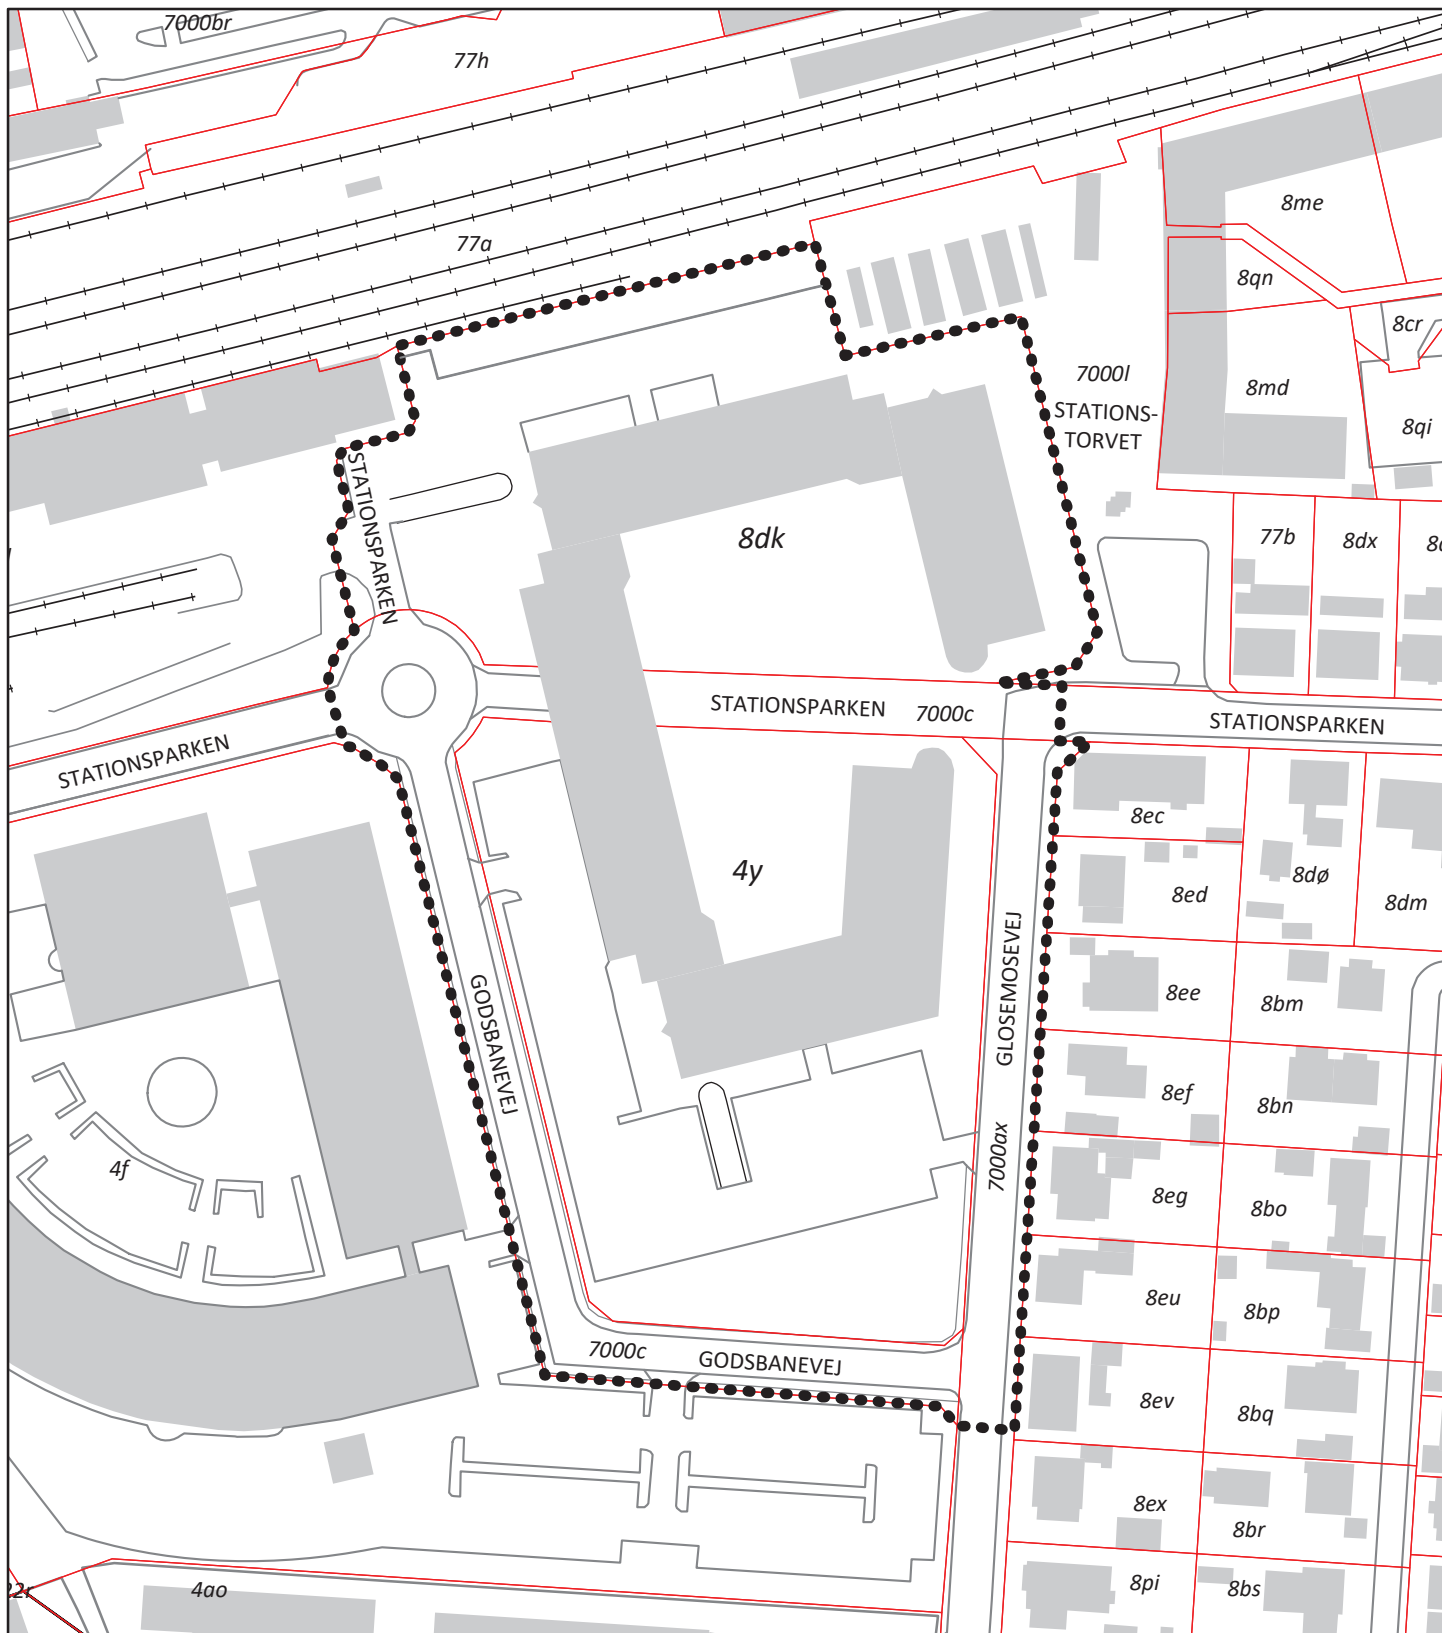 7000br
77h
8me
77a
8qn
8cr
7000l
8md
STATIONS-
TORVET
8qi
STATIONSPARKEN
8dk
77b
8dx
STATIONSPARKEN
7000c
STATIONSPARKEN
STATIONSPARKEN
8ec
4y
8dø
8ed
8dm
GODSBANEVEJ
GLOSEMOSEVEJ
8ee
8bm
8ef
8bn
4f
7000ax
8eg
8bo
8eu
8bp
7000c
GODSBANEVEJ
8ev
8bq
8ex
8br
4ao
8pi
8bs